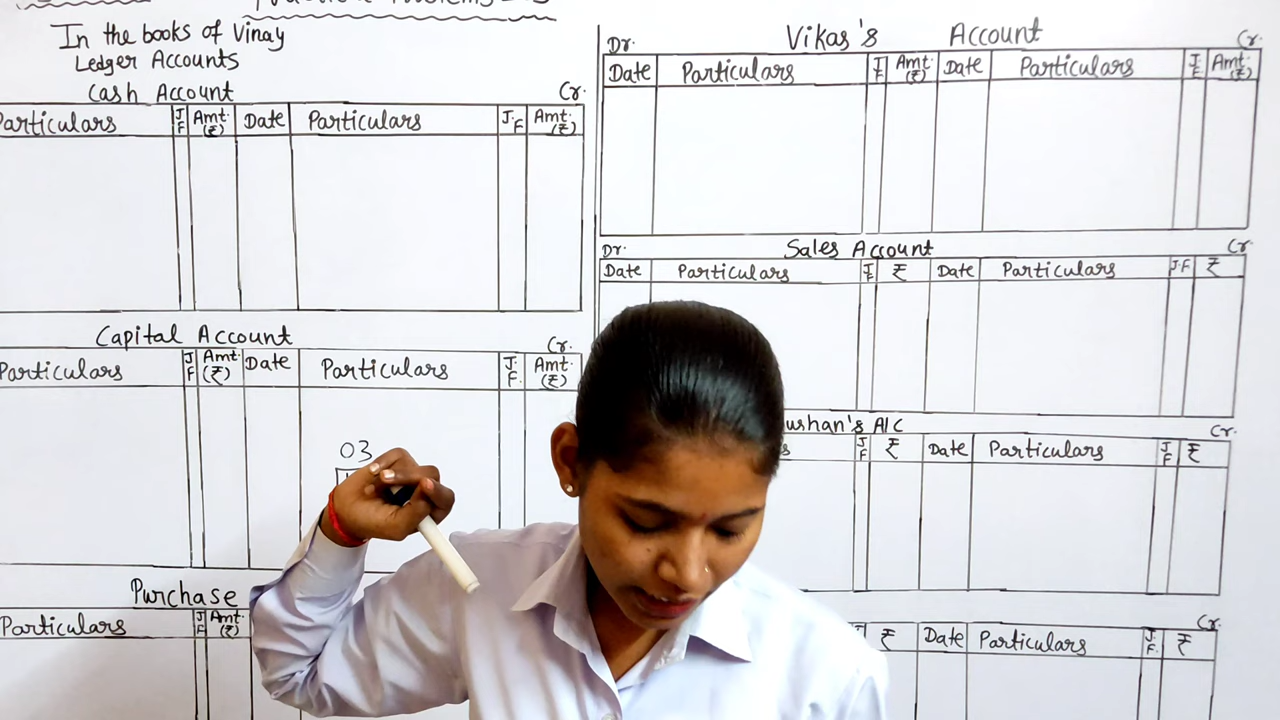 In the books of Vinay
Ledger Accounts
Cash Account Cr.
Particulars J.F Amt. (₹) Date Particulars J.F Amt. (₹)
Capital Account Cr.
Particulars J.F Amt. (₹) Date Particulars J.F. Amt. (₹)
03
Purchase
Particulars J.F Amt. (₹)
Dr. Vikas's Account Cr.
Date Particulars J.F Amt. (₹) Date Particulars J.F Amt. (₹)
Dr. Sales Account Cr.
Date Particulars J.F ₹ Date Particulars J.F ₹
ushan's A/C Cr.
s J.F ₹ Date Particulars J.F ₹
Cr.
₹ Date Particulars J.F. ₹